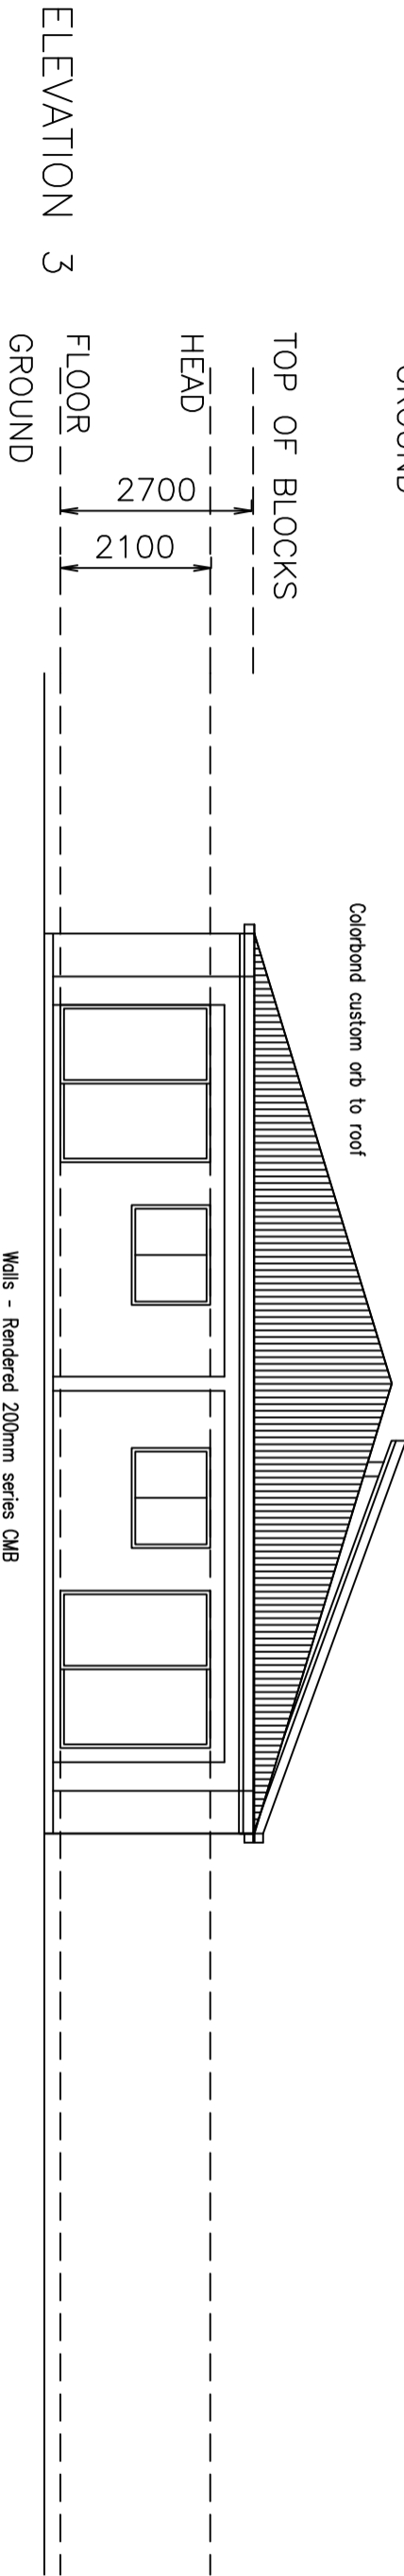 TOP OF BLOCKS
HEAD
FLOOR
GROUND
2700
2100
Colorbond custom orb to roof
Walls - Rendered 200mm series CMB
ELEVATION 3